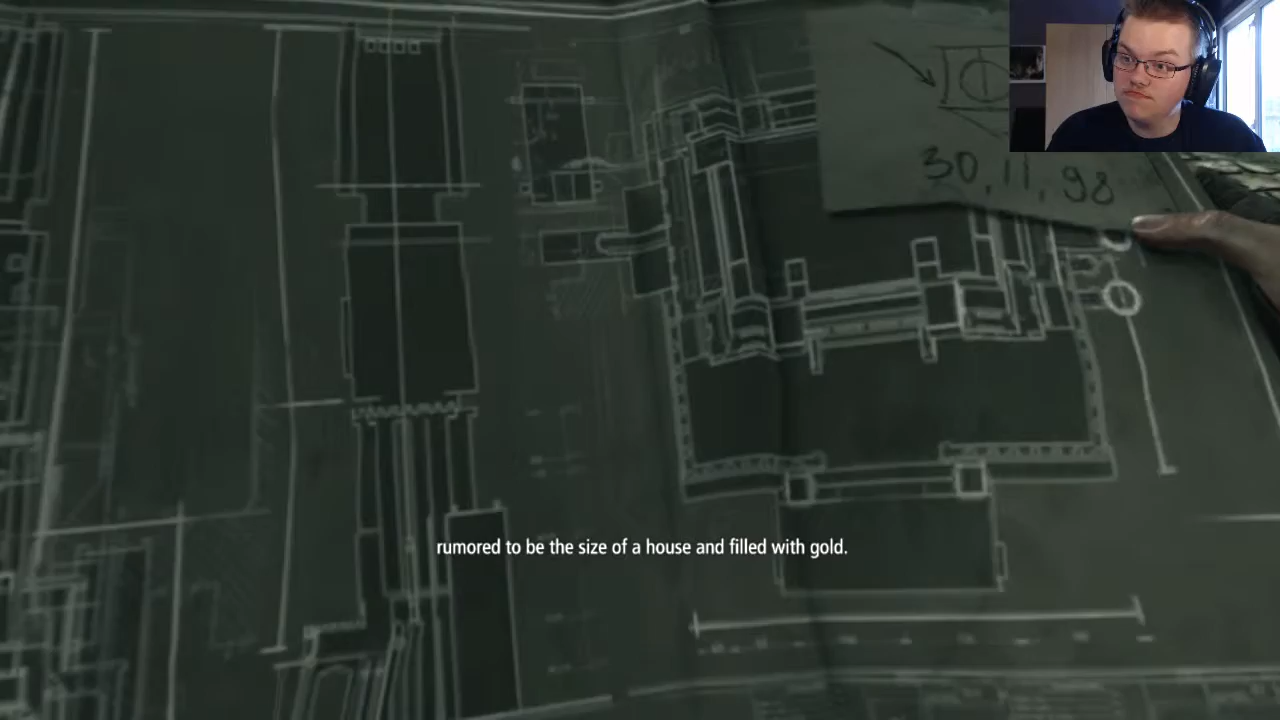 30, 11, 98
rumored to be the size of a house and filled with gold.